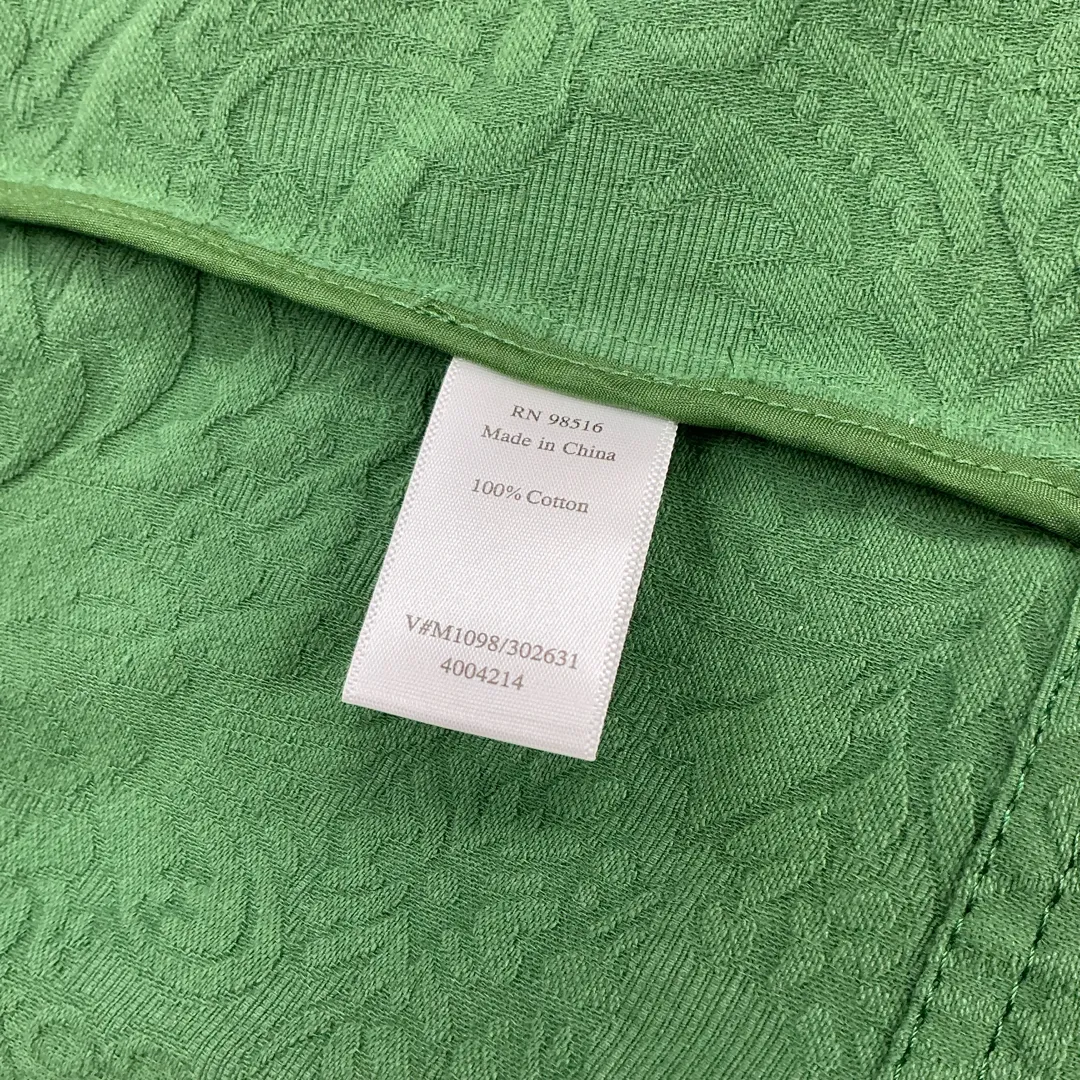 RN 98516
Made in China
100% Cotton
V#M1098/302631
4004214